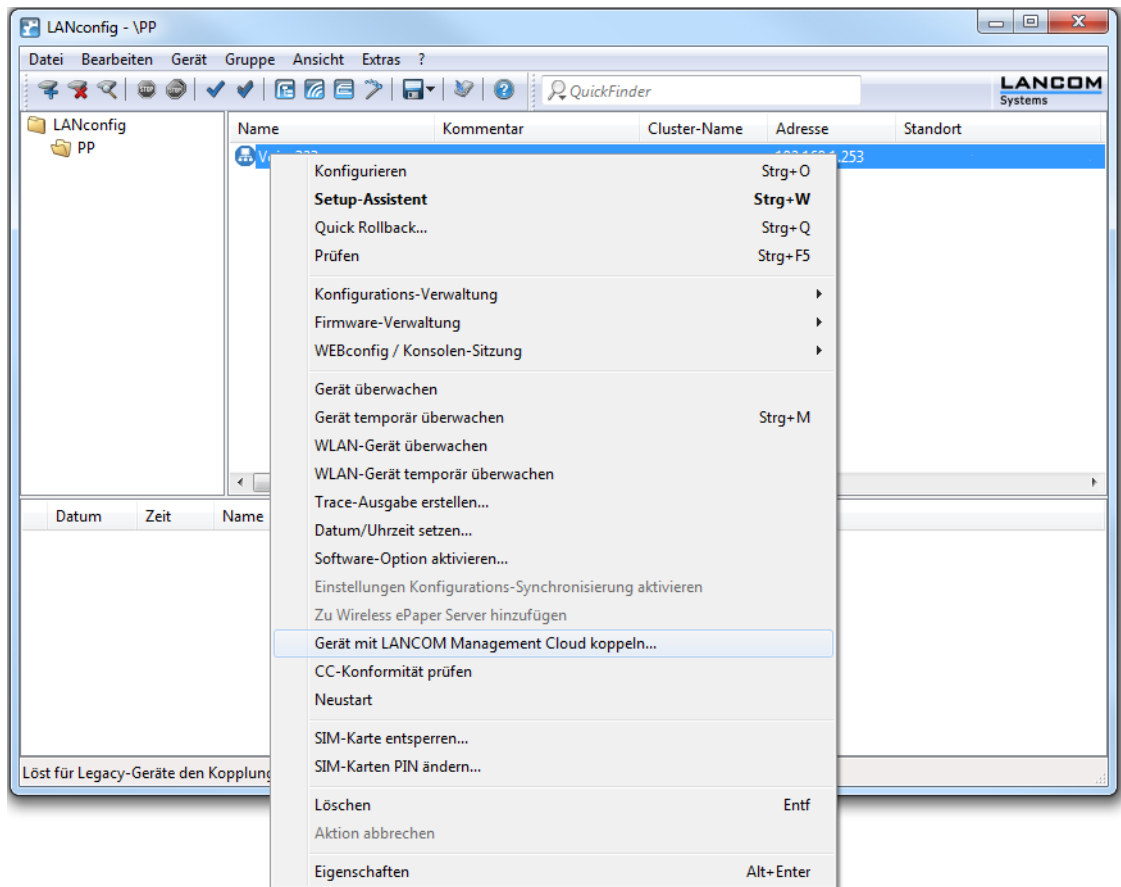 LANconfig - \PP
Datei Bearbeiten Gerät Gruppe Ansicht Extras ?
QuickFinder
LANCOM
Systems
LANconfig
PP
Name Kommentar Cluster-Name Adresse Standort
Konfigurieren Strg+O
Setup-Assistent Strg+W
Quick Rollback... Strg+Q
Prüfen Strg+F5
Konfigurations-Verwaltung
Firmware-Verwaltung
WEBconfig / Konsolen-Sitzung
Gerät überwachen
Gerät temporär überwachen Strg+M
WLAN-Gerät überwachen
WLAN-Gerät temporär überwachen
Trace-Ausgabe erstellen...
Datum/Uhrzeit setzen...
Software-Option aktivieren...
Einstellungen Konfigurations-Synchronisierung aktivieren
Zu Wireless ePaper Server hinzufügen
Gerät mit LANCOM Management Cloud koppeln...
CC-Konformität prüfen
Neustart
SIM-Karte entsperren...
SIM-Karten PIN ändern...
Löschen Entf
Aktion abbrechen
Eigenschaften Alt+Enter
Datum Zeit Name
Löst für Legacy-Geräte den Kopplung